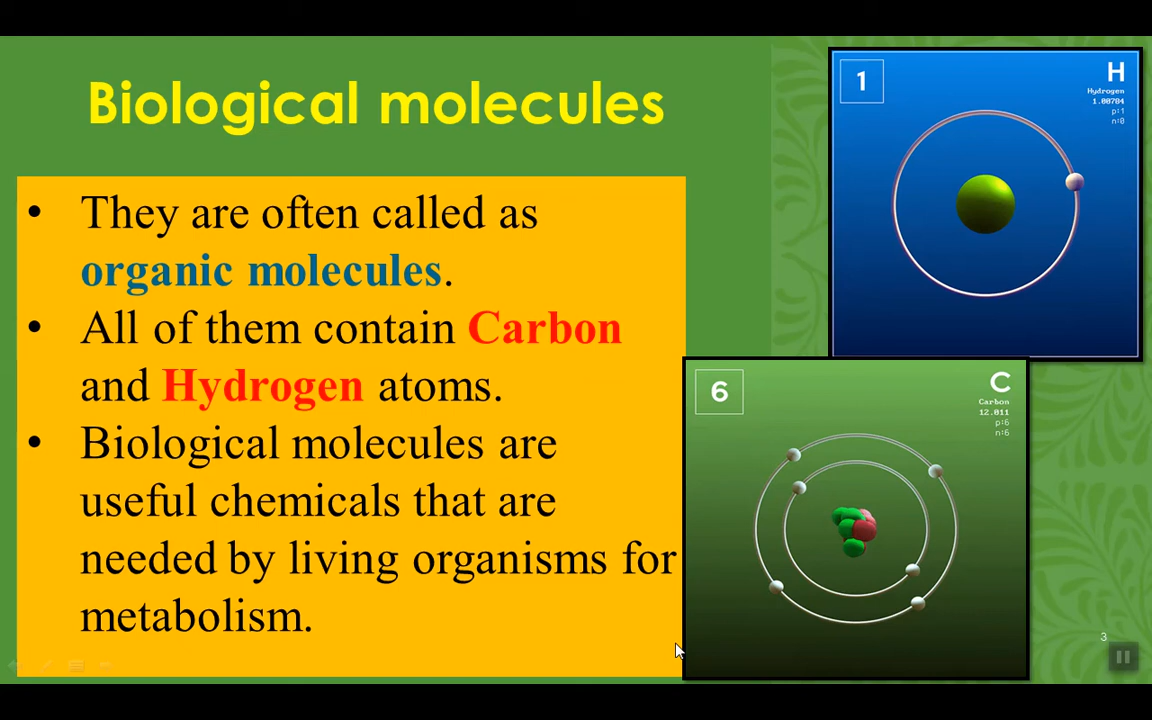 Biological molecules
• They are often called as
organic molecules.
• All of them contain Carbon
and Hydrogen atoms.
• Biological molecules are
useful chemicals that are
needed by living organisms for
metabolism.
1
H
Hydrogen
1.00784
p:1
n:0
6
C
Carbon
12.011
p:6
n:6
3